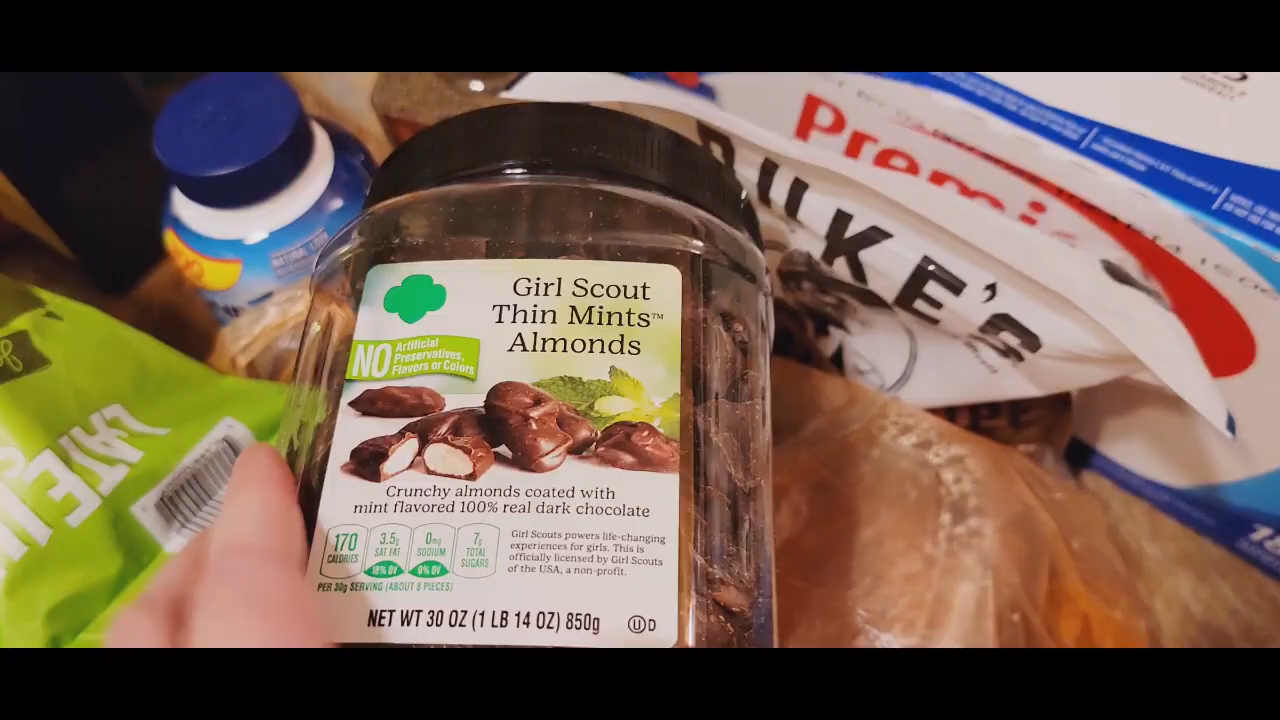 Girl Scout
Thin Mints™
Almonds
NO Artificial
Preservatives,
Flavors or Colors
Crunchy almonds coated with
mint flavored 100% real dark chocolate
170
CALORIES
3.5g
SAT FAT
18% DV
0mg
SODIUM
0% DV
7g
TOTAL
SUGARS
Girl Scouts powers life-changing
experiences for girls. This is
officially licensed by Girl Scouts
of the USA, a non-profit.
PER 30g SERVING (ABOUT 8 PIECES)
NET WT 30 OZ (1 LB 14 OZ) 850g
U D
Premi
DUKE'S